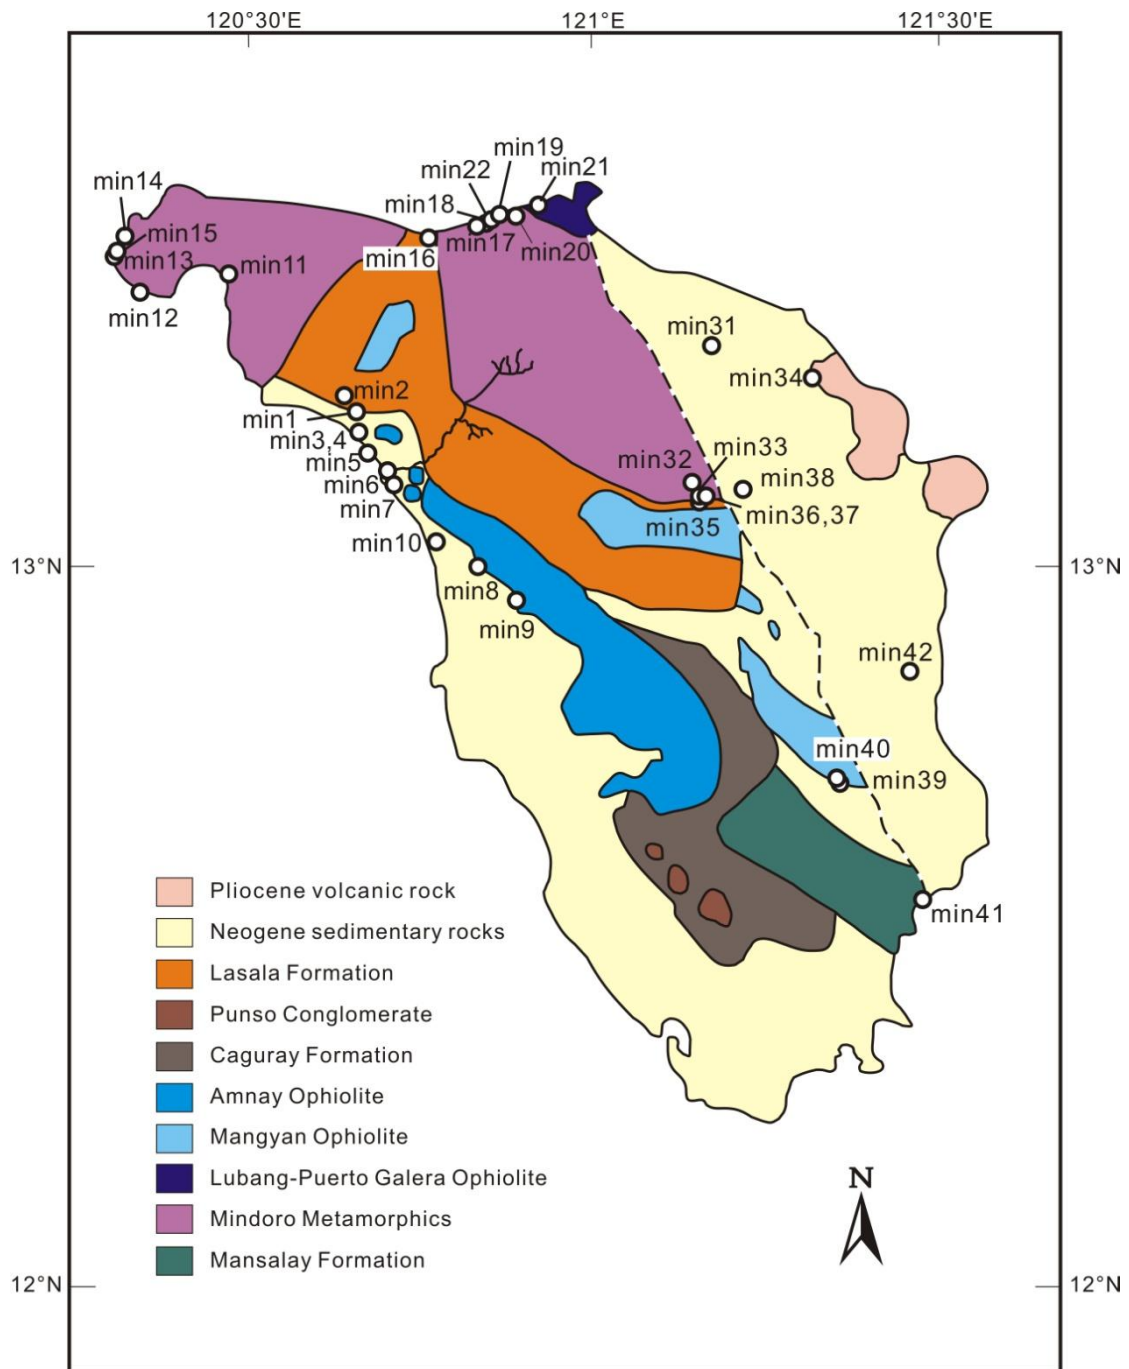 120°30'E
121°E
121°30'E
min14
min15
min13
min11
min12
min19
min22
min21
min18
min17
min20
min16
min31
min34
min2
min1
min3,4
min5
min6
min7
min33
min32
min38
min35
min36,37
min10
13°N
13°N
min8
min9
min42
min40
min39
min41
Pliocene volcanic rock
Neogene sedimentary rocks
Lasala Formation
Punso Conglomerate
Caguray Formation
Amnay Ophiolite
Mangyan Ophiolite
Lubang-Puerto Galera Ophiolite
Mindoro Metamorphics
Mansalay Formation
N
12°N
12°N